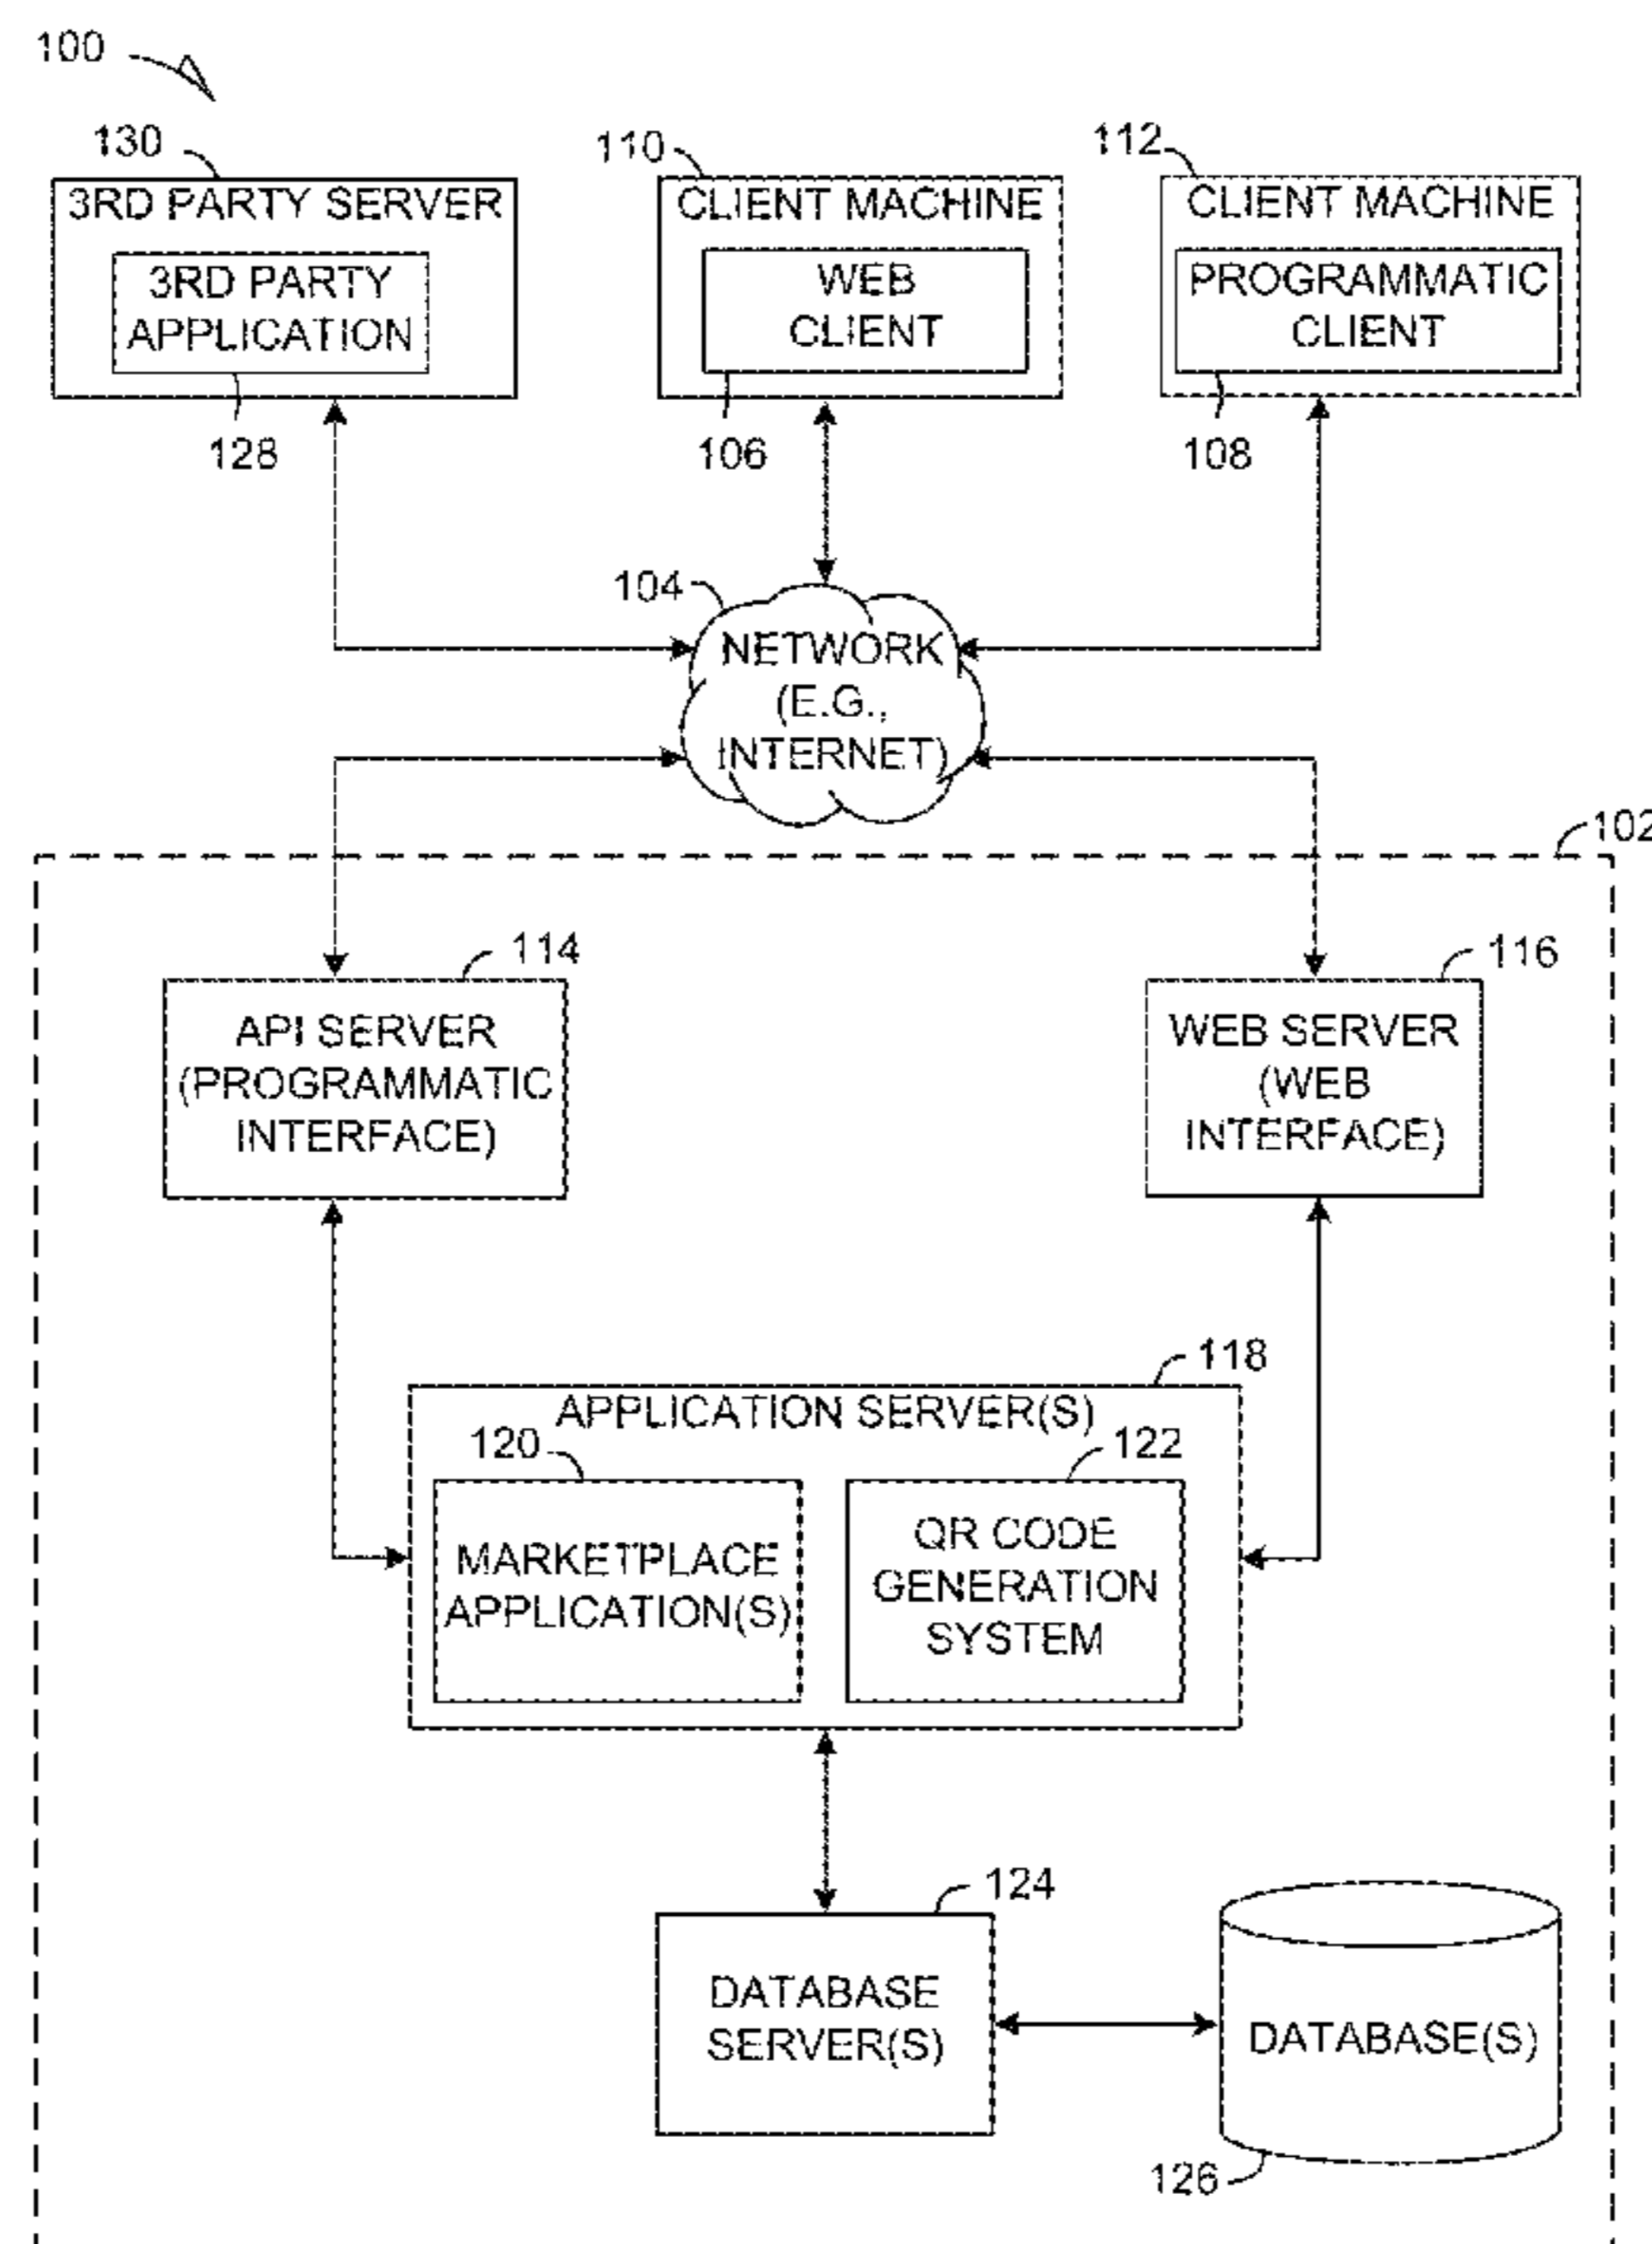 100
130
110
112
3RD PARTY SERVER
3RD PARTY
APPLICATION
128
CLIENT MACHINE
WEB
CLIENT
106
CLIENT MACHINE
PROGRAMMATIC
CLIENT
108
104
NETWORK
(E.G.,
INTERNET)
102
114
API SERVER
(PROGRAMMATIC
INTERFACE)
116
WEB SERVER
(WEB
INTERFACE)
118
APPLICATION SERVER(S)
120
MARKETPLACE
APPLICATION(S)
122
QR CODE
GENERATION
SYSTEM
124
DATABASE
SERVER(S)
DATABASE(S)
126